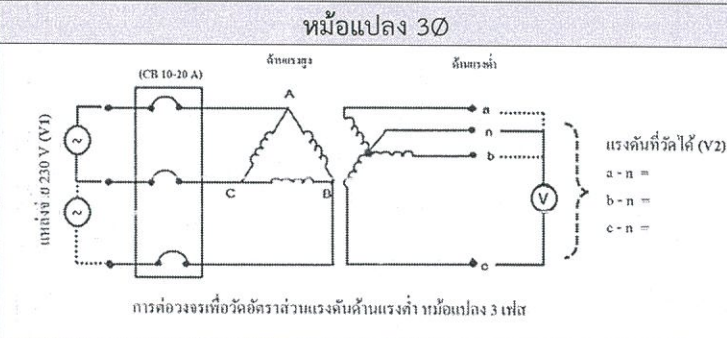 หม้อแปลง 3Ø
ด้านแรงสูง
ด้านแรงต่ำ
(CB 10-20 A)
A
a
n
b
C
B
V
c
แหล่งจ่าย 230 V (V1)
แรงดันที่วัดได้ (V2)
a - n =
b - n =
c - n =
การต่อวงจรเพื่อวัดอัตราส่วนแรงดันด้านแรงต่ำ หม้อแปลง 3 เฟส